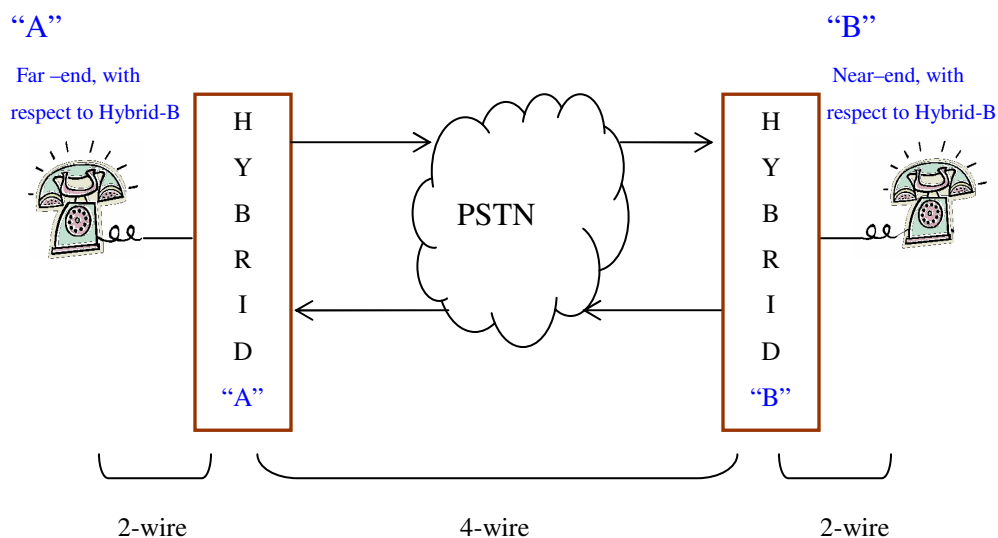 “A”
“B”
Far –end, with
respect to Hybrid-B
Near–end, with
respect to Hybrid-B
H
Y
B
R
I
D
“A”
PSTN
H
Y
B
R
I
D
“B”
2-wire
4-wire
2-wire